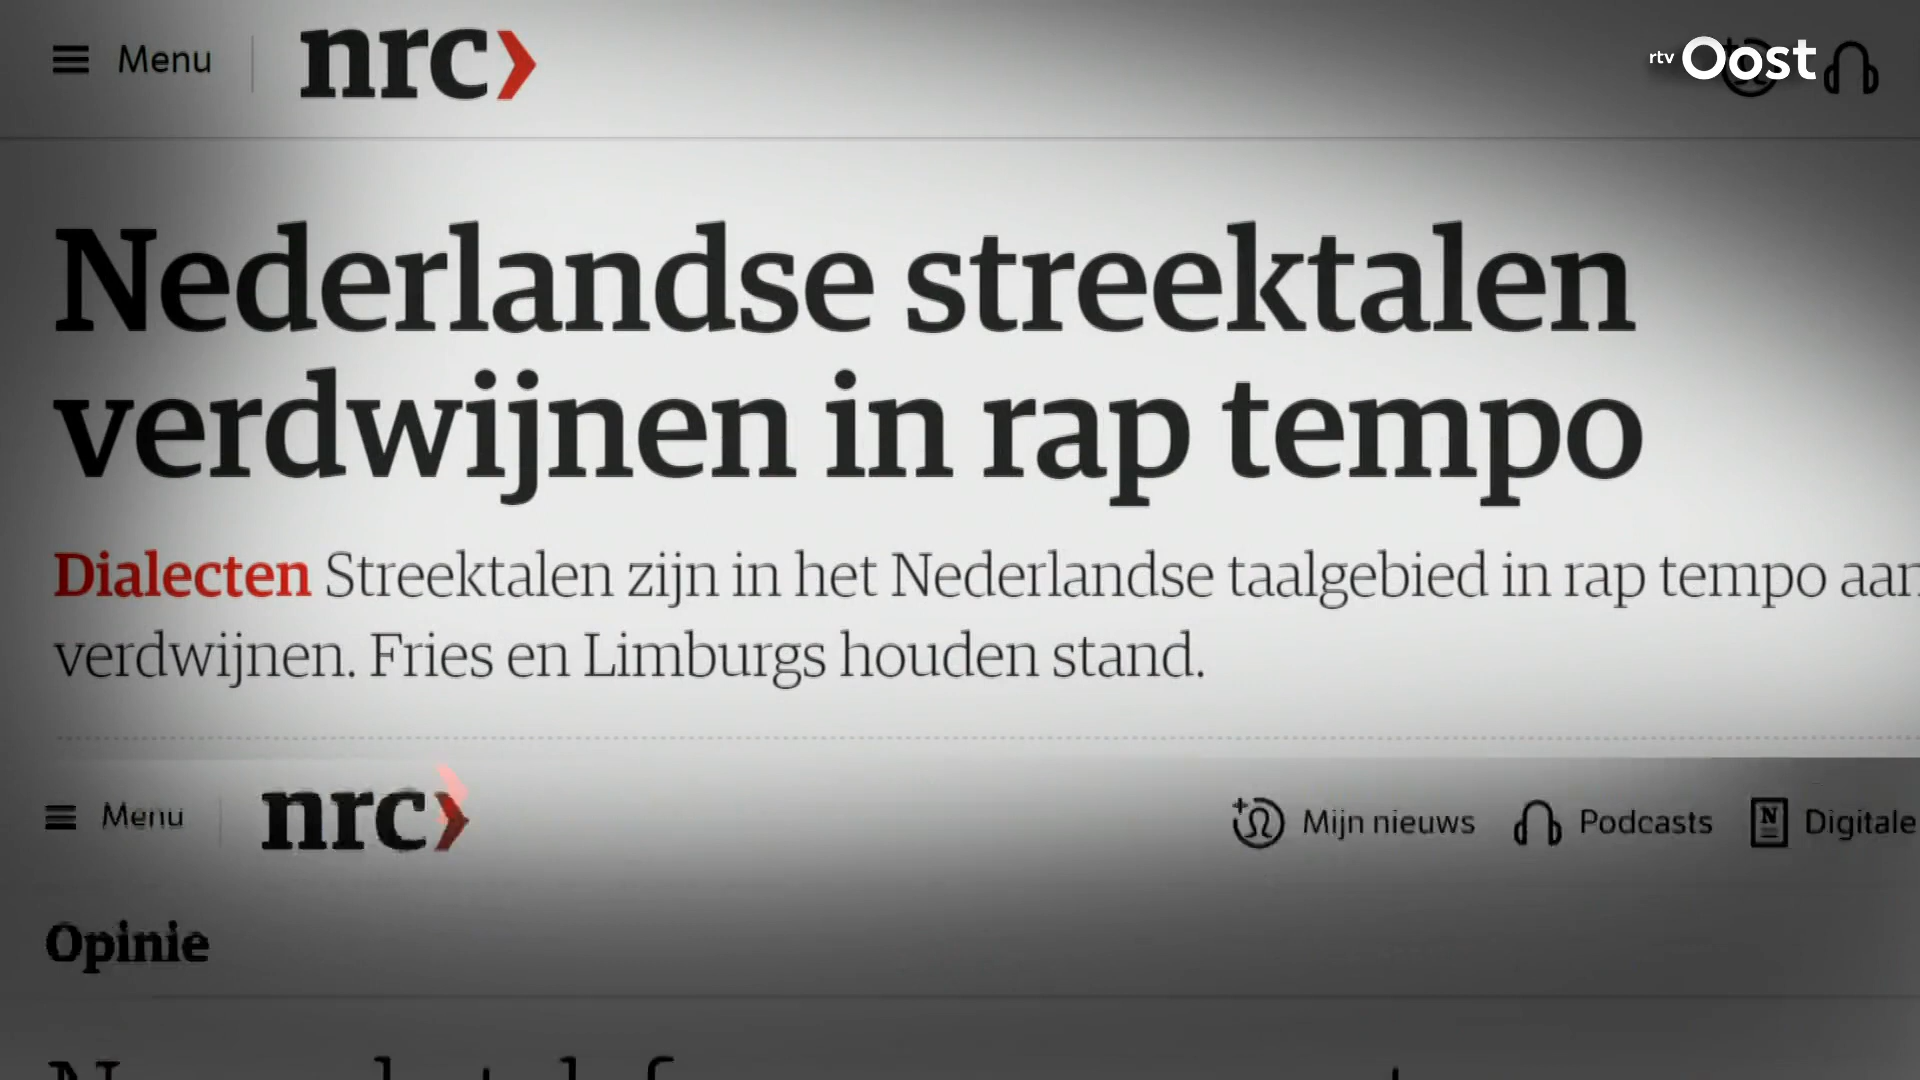 Menu
nrc
rtv Oost
Nederlandse streektalen
verdwijnen in rap tempo
Dialecten Streektalen zijn in het Nederlandse taalgebied in rap tempo
verdwijnen. Fries en Limburgs houden stand.
Menu
nrc
Mijn nieuws
Podcasts
Digitale
Opinie